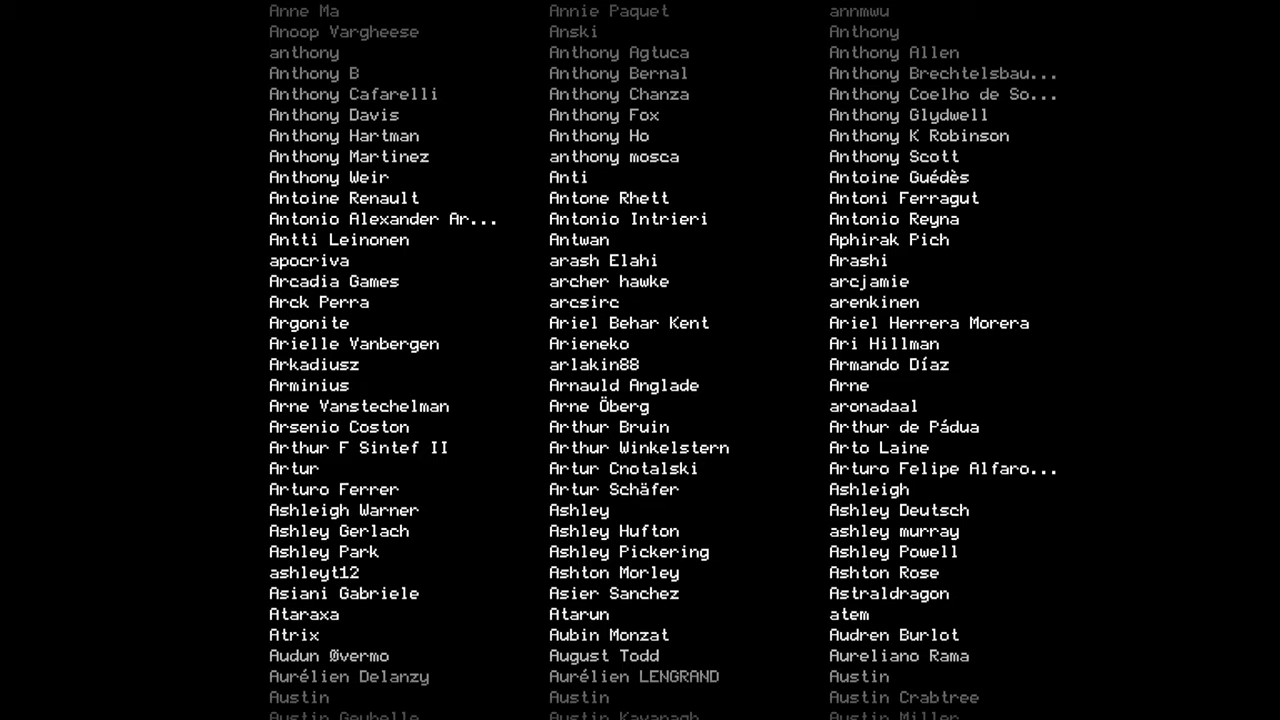 Anne Ma Annie Paquet annmwu
Anoop Vargheese Anski Anthony
anthony Anthony Agtuca Anthony Allen
Anthony B Anthony Bernal Anthony Brechtelsbau...
Anthony Cafarelli Anthony Chanza Anthony Coelho de So...
Anthony Davis Anthony Fox Anthony Glydwell
Anthony Hartman Anthony Ho Anthony K Robinson
Anthony Martinez anthony mosca Anthony Scott
Anthony Weir Anti Antoine Guédès
Antoine Renault Antone Rhett Antoni Ferragut
Antonio Alexander Ar... Antonio Intrieri Antonio Reyna
Antti Leinonen Antwan Aphirak Pich
apocriva arash Elahi Arashi
Arcadia Games archer hawke arcjamie
Arck Perra arcsirc arenkinen
Argonite Ariel Behar Kent Ariel Herrera Morera
Arielle Vanbergen Arieneko Ari Hillman
Arkadiusz arlakin88 Armando Díaz
Arminius Arnauld Anglade Arne
Arne Vanstechelman Arne Öberg aronadaal
Arsenio Coston Arthur Bruin Arthur de Pádua
Arthur F Sintef II Arthur Winkelstern Arto Laine
Artur Artur Cnotalski Arturo Felipe Alfaro...
Arturo Ferrer Artur Schäfer Ashleigh
Ashleigh Warner Ashley Ashley Deutsch
Ashley Gerlach Ashley Hufton ashley murray
Ashley Park Ashley Pickering Ashley Powell
ashleyt12 Ashton Morley Ashton Rose
Asiani Gabriele Asier Sanchez Astraldragon
Ataraxa Atarun atem
Atrix Aubin Monzat Audren Burlot
Audun Øvermo August Todd Aureliano Rama
Aurélien Delanzy Aurélien LENGRAND Austin
Austin Austin Austin Crabtree
Austin Geubelle Austin Kavanagh Austin Miller